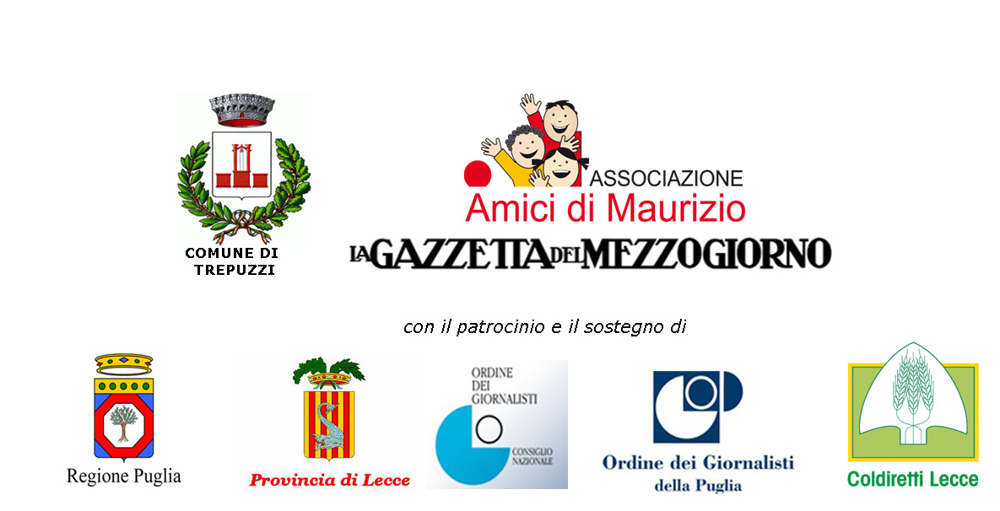 COMUNE DI
TREPUZZI
ASSOCIAZIONE
Amici di Maurizio
LA GAZZETTA DEL MEZZOGIORNO
con il patrocinio e il sostegno di
Regione Puglia
Provincia di Lecce
ORDINE
DEI
GIORNALISTI
CONSIGLIO
NAZIONALE
Ordine dei Giornalisti
della Puglia
Coldiretti Lecce